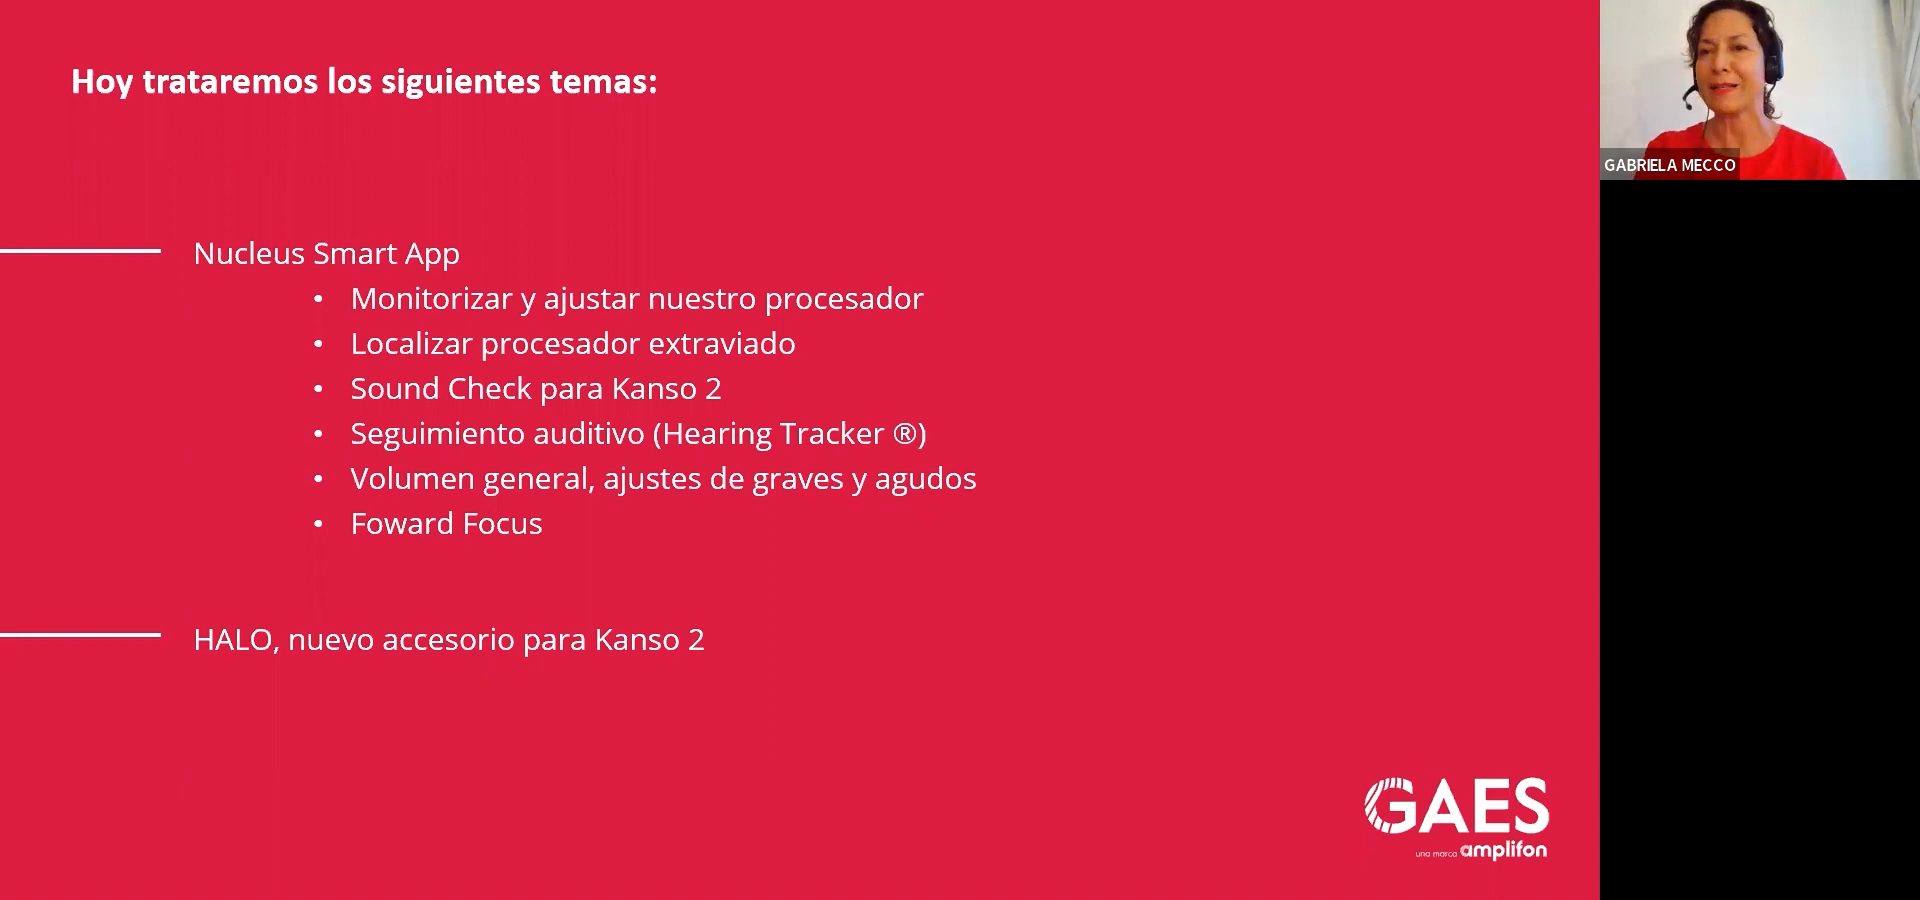 Hoy trataremos los siguientes temas:
GABRIELA MECCO
Nucleus Smart App
• Monitorizar y ajustar nuestro procesador
• Localizar procesador extraviado
• Sound Check para Kanso 2
• Seguimiento auditivo (Hearing Tracker ®)
• Volumen general, ajustes de graves y agudos
• Foward Focus
HALO, nuevo accesorio para Kanso 2
GAES
una marca amplifon